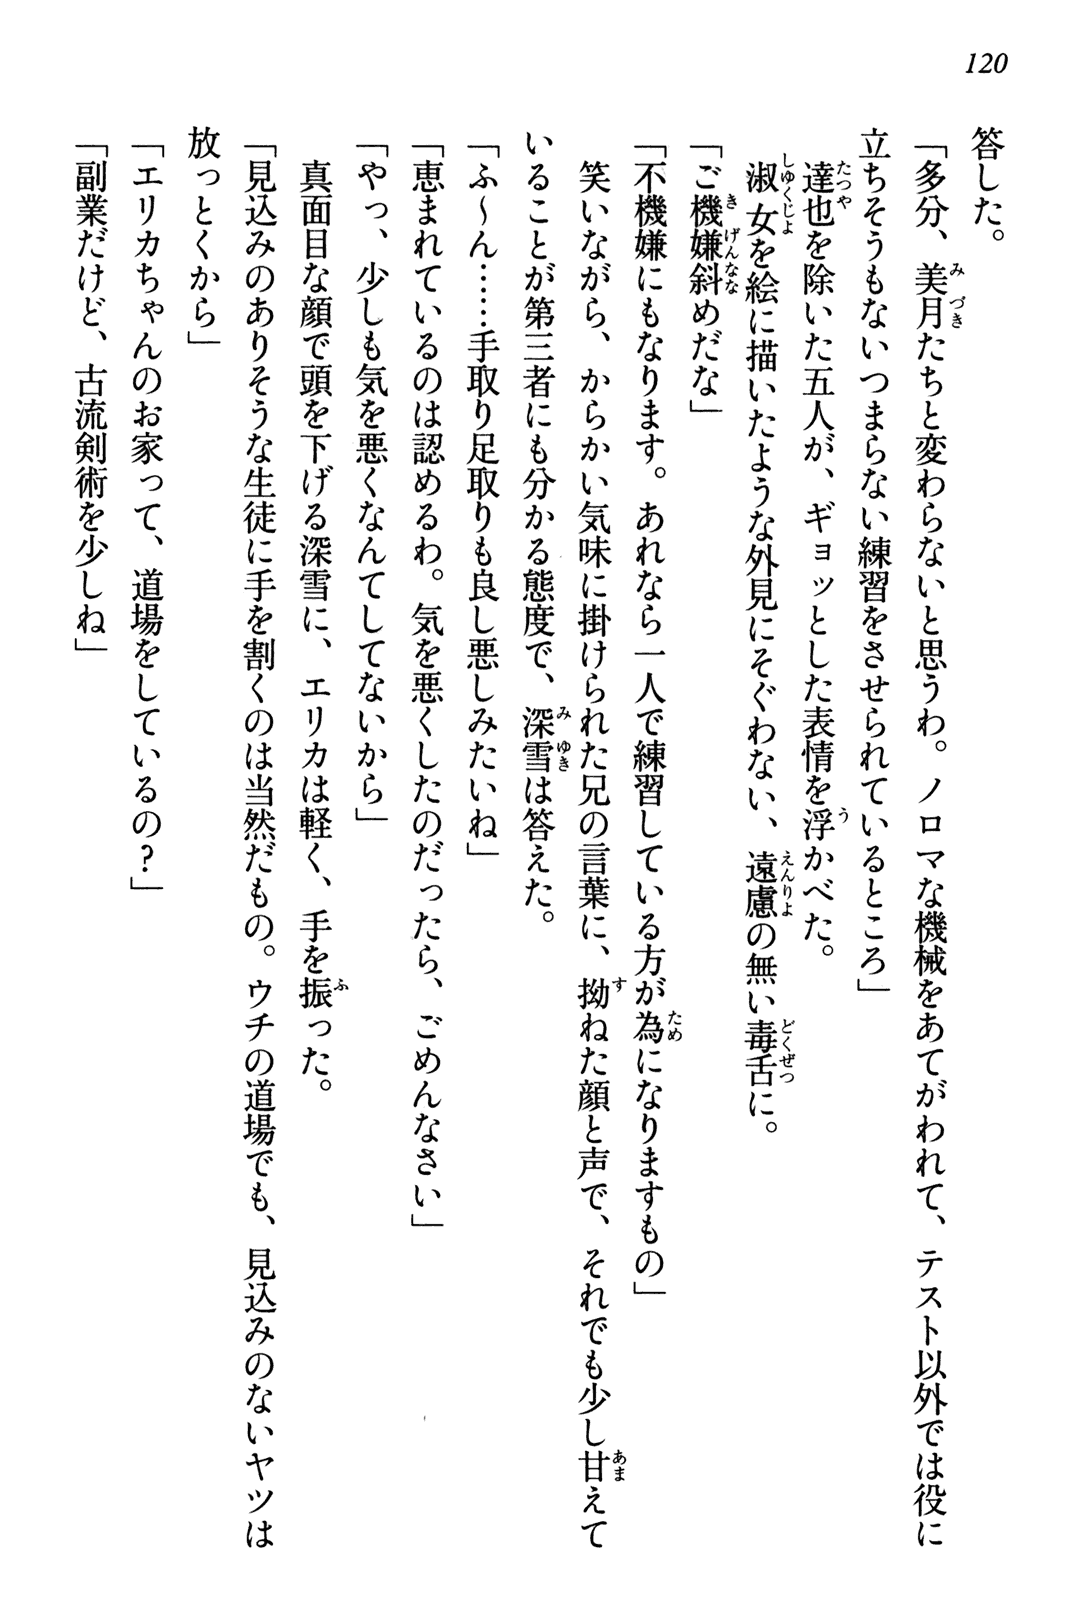 120
答した。
「多分、美月たちと変わらないと思うわ。ノロマな機械をあてがわれて、テスト以外では役に
立ちそうもないつまらない練習をさせられているところ」
達也を除いた五人が、ギョッとした表情を浮かべた。
淑女を絵に描いたような外見にそぐわない、遠慮の無い毒舌に。
「ご機嫌斜めだな」
「不機嫌にもなります。あれなら一人で練習している方が為になりますもの」
笑いながら、からかい気味に掛けられた兄の言葉に、拗ねた顔と声で、それでも少し甘えて
いることが第三者にも分かる態度で、深雪は答えた。
「ふ～ん……手取り足取りも良し悪しみたいね」
「恵まれているのは認めるわ。気を悪くしたのだったら、ごめんなさい」
「やっ、少しも気を悪くなんてしてないから」
真面目な顔で頭を下げる深雪に、エリカは軽く、手を振った。
「見込みのありそうな生徒に手を割くのは当然だもの。ウチの道場でも、見込みのないヤツは
放っとくから」
「エリカちゃんのお家って、道場をしているの？」
「副業だけど、古流剣術を少しね」